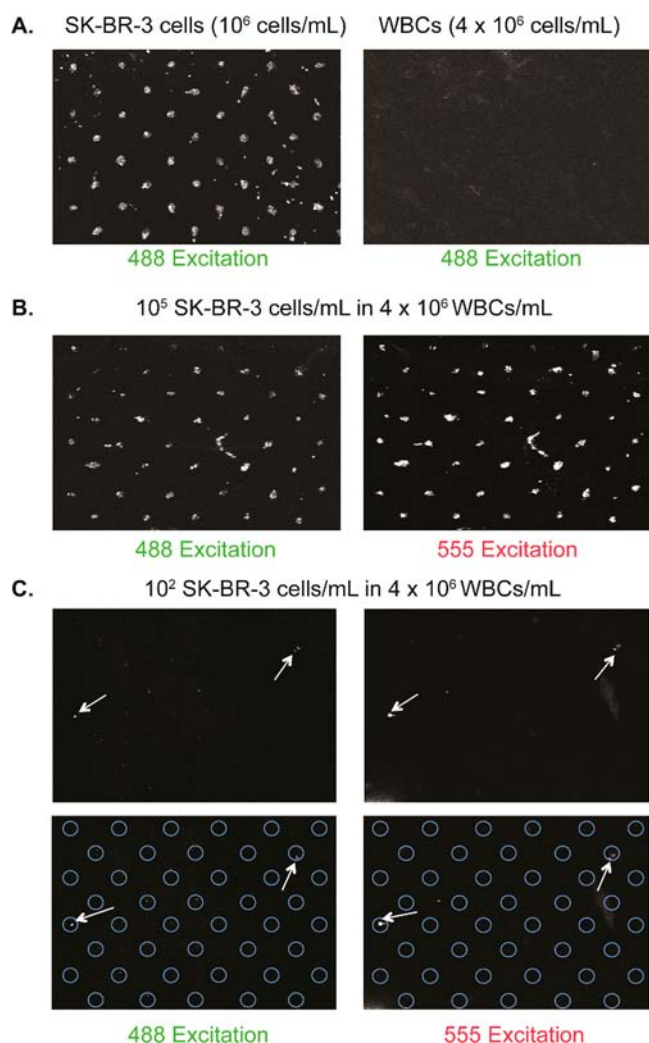 A. SK-BR-3 cells (10⁶ cells/mL) WBCs (4 x 10⁶ cells/mL)
488 Excitation 488 Excitation
B. 10⁵ SK-BR-3 cells/mL in 4 x 10⁶ WBCs/mL
488 Excitation 555 Excitation
C. 10² SK-BR-3 cells/mL in 4 x 10⁶ WBCs/mL
488 Excitation 555 Excitation